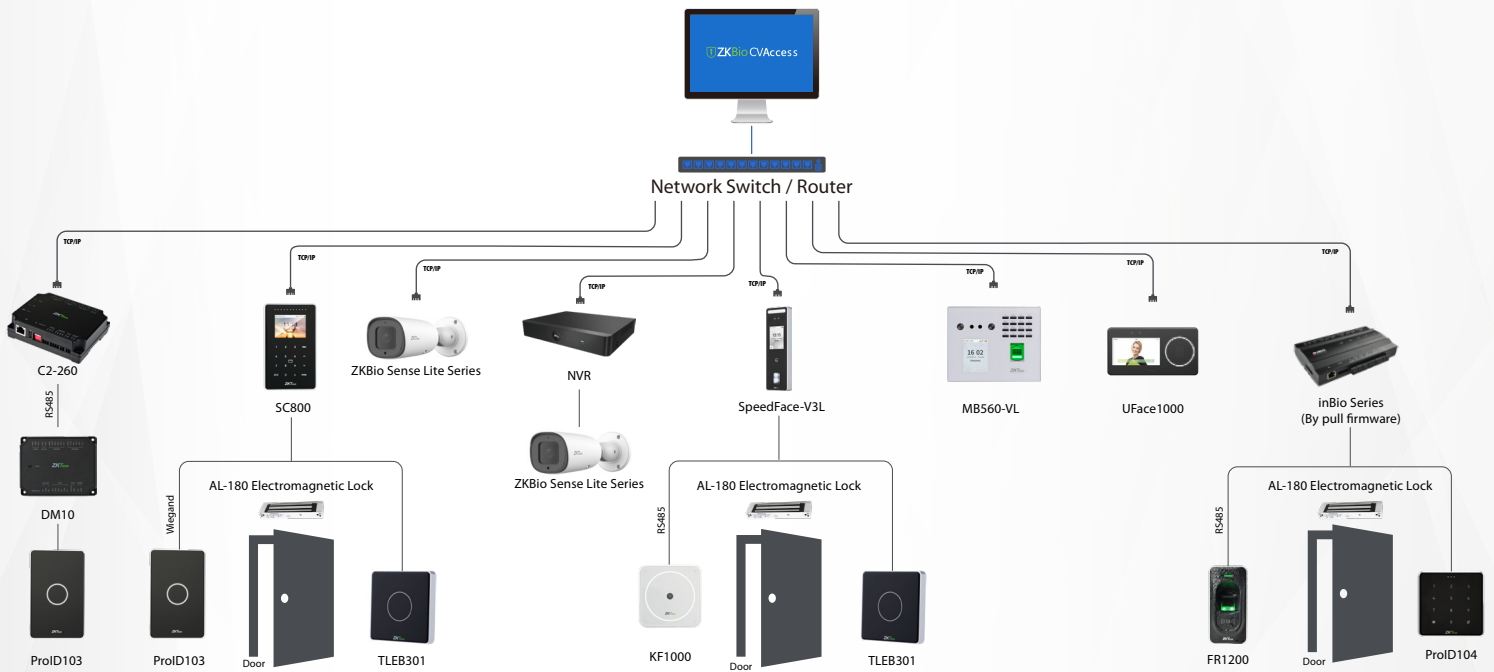 ZKBio CVAccess
Network Switch / Router
TCP/IP
TCP/IP
TCP/IP
TCP/IP
TCP/IP
TCP/IP
TCP/IP
TCP/IP
C2-260
SC800
ZKBio Sense Lite Series
NVR
SpeedFace-V3L
16 02
MB560-VL
UFace1000
inBio Series
(By pull firmware)
RS485
DM10
ProID103
Wiegand
AL-180 Electromagnetic Lock
ProID103
Door
TLEB301
ZKBio Sense Lite Series
RS485
AL-180 Electromagnetic Lock
KF1000
Door
TLEB301
RS485
AL-180 Electromagnetic Lock
FR1200
Door
ProID104